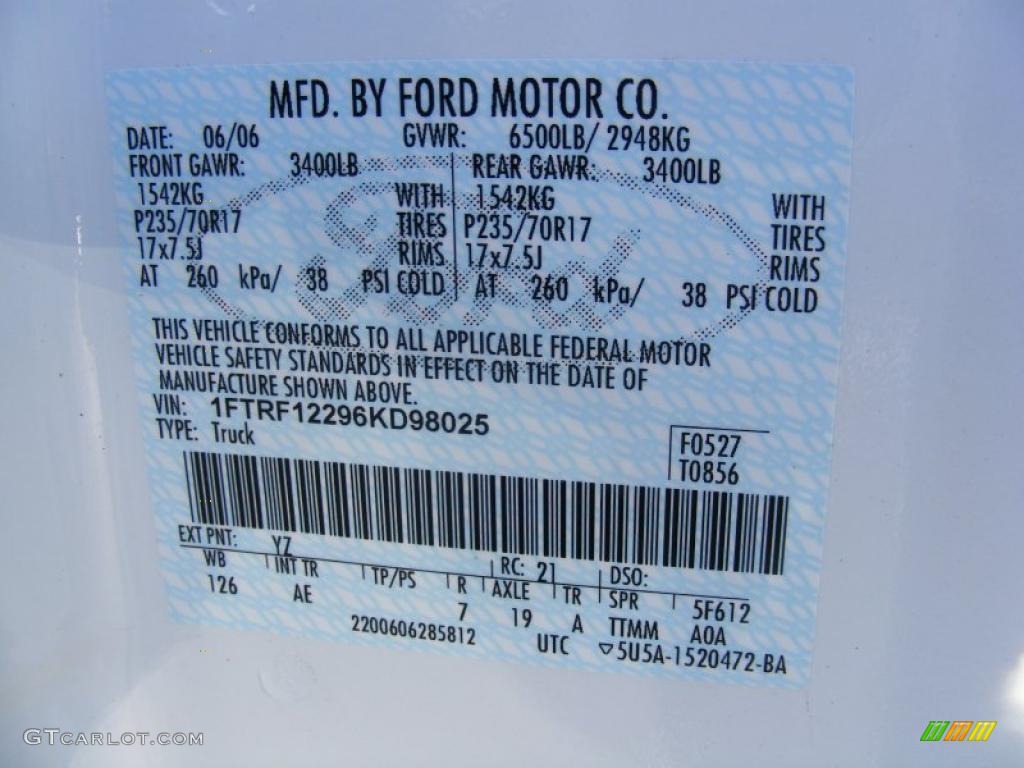 MFD. BY FORD MOTOR CO.
DATE: 06/06 GVWR: 6500LB/ 2948KG
FRONT GAWR: 3400LB REAR GAWR: 3400LB
1542KG WITH 1542KG WITH
P235/70R17 TIRES P235/70R17 TIRES
17x7.5J RIMS 17x7.5J RIMS
AT 260 kPa/ 38 PSI COLD AT 260 kPa/ 38 PSI COLD
Ford
THIS VEHICLE CONFORMS TO ALL APPLICABLE FEDERAL MOTOR
VEHICLE SAFETY STANDARDS IN EFFECT ON THE DATE OF
MANUFACTURE SHOWN ABOVE.
VIN: 1FTRF12296KD98025
TYPE: Truck
F0527
T0856
EXT PNT: YZ RC: 21 DSO:
WB INT TR TP/PS R AXLE TR SPR 5F612
126 AE 7 19 A TTMM A0A
2200606285812 UTC ▽5U5A-1520472-BA
GTCARLOT.COM